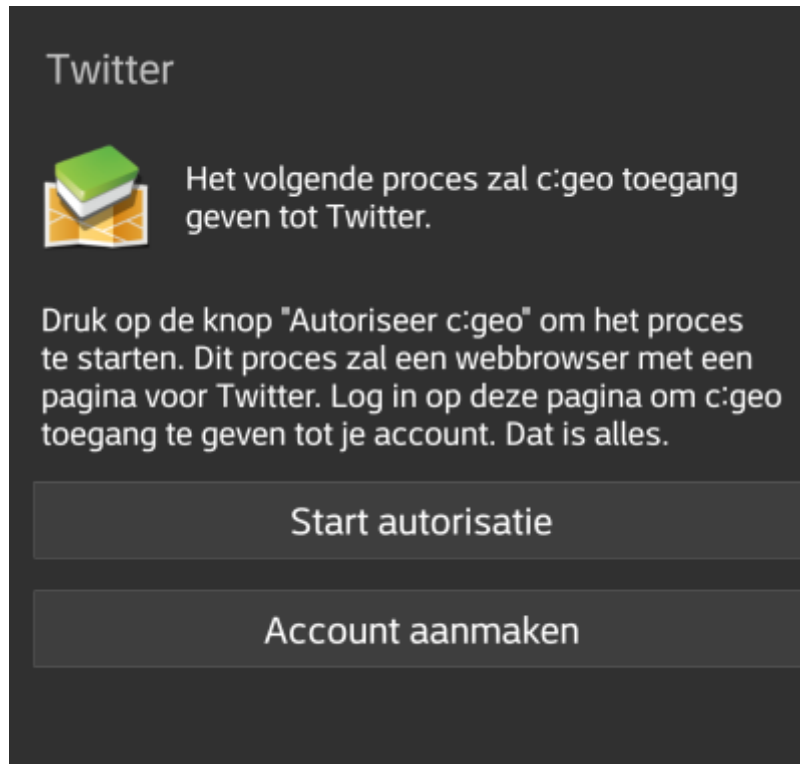 Twitter
Het volgende proces zal c:geo toegang
geven tot Twitter.
Druk op de knop "Autoriseer c:geo" om het proces
te starten. Dit proces zal een webbrowser met een
pagina voor Twitter. Log in op deze pagina om c:geo
toegang te geven tot je account. Dat is alles.
Start autorisatie
Account aanmaken